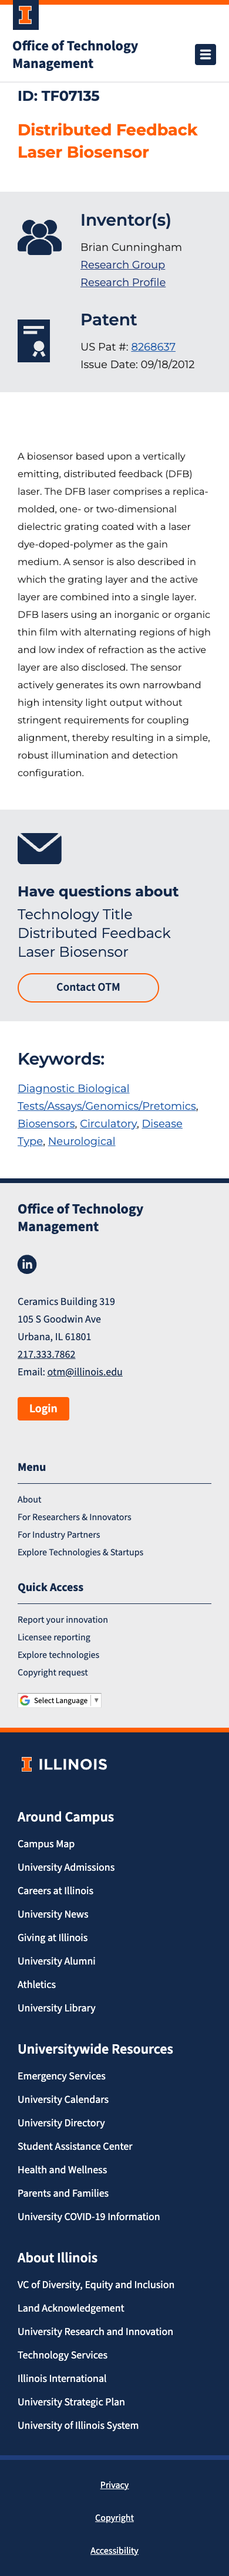 Office of Technology
Management
ID: TF07135
Distributed Feedback
Laser Biosensor
Inventor(s)
Brian Cunningham
Research Group
Research Profile
Patent
US Pat #: 8268637
Issue Date: 09/18/2012
A biosensor based upon a vertically
emitting, distributed feedback (DFB)
laser. The DFB laser comprises a replica-
molded, one- or two-dimensional
dielectric grating coated with a laser
dye-doped-polymer as the gain
medium. A sensor is also described in
which the grating layer and the active
layer are combined into a single layer.
DFB lasers using an inorganic or organic
thin film with alternating regions of high
and low index of refraction as the active
layer are also disclosed. The sensor
actively generates its own narrowband
high intensity light output without
stringent requirements for coupling
alignment, thereby resulting in a simple,
robust illumination and detection
configuration.
Have questions about
Technology Title
Distributed Feedback
Laser Biosensor
Contact OTM
Keywords:
Diagnostic Biological
Tests/Assays/Genomics/Pretomics,
Biosensors, Circulatory, Disease
Type, Neurological
Office of Technology
Management
in
Ceramics Building 319
105 S Goodwin Ave
Urbana, IL 61801
217.333.7862
Email: otm@illinois.edu
Login
Menu
About
For Researchers & Innovators
For Industry Partners
Explore Technologies & Startups
Quick Access
Report your innovation
Licensee reporting
Explore technologies
Copyright request
Select Language
ILLINOIS
Around Campus
Campus Map
University Admissions
Careers at Illinois
University News
Giving at Illinois
University Alumni
Athletics
University Library
Universitywide Resources
Emergency Services
University Calendars
University Directory
Student Assistance Center
Health and Wellness
Parents and Families
University COVID-19 Information
About Illinois
VC of Diversity, Equity and Inclusion
Land Acknowledgement
University Research and Innovation
Technology Services
Illinois International
University Strategic Plan
University of Illinois System
Privacy
Copyright
Accessibility